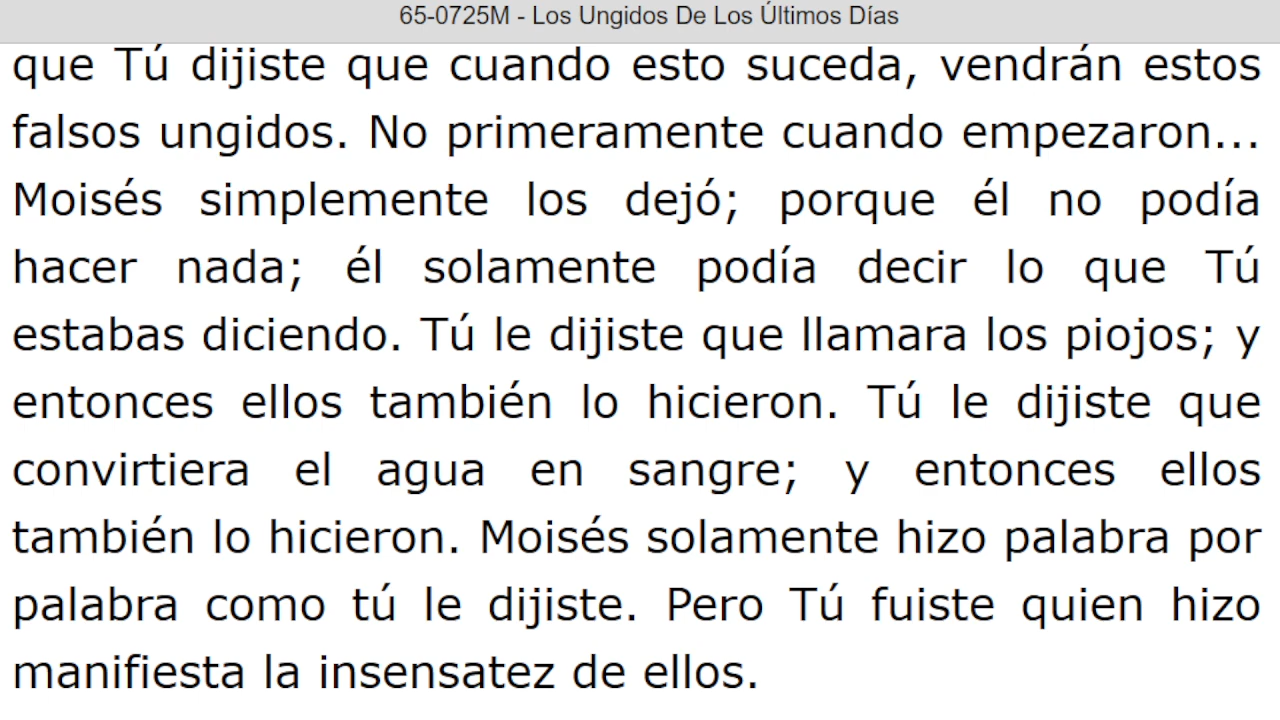 65-0725M - Los Ungidos De Los Últimos Días
que Tú dijiste que cuando esto suceda, vendrán estos
falsos ungidos. No primeramente cuando empezaron...
Moisés simplemente los dejó; porque él no podía
hacer nada; él solamente podía decir lo que Tú
estabas diciendo. Tú le dijiste que llamara los piojos; y
entonces ellos también lo hicieron. Tú le dijiste que
convirtiera el agua en sangre; y entonces ellos
también lo hicieron. Moisés solamente hizo palabra por
palabra como tú le dijiste. Pero Tú fuiste quien hizo
manifiesta la insensatez de ellos.